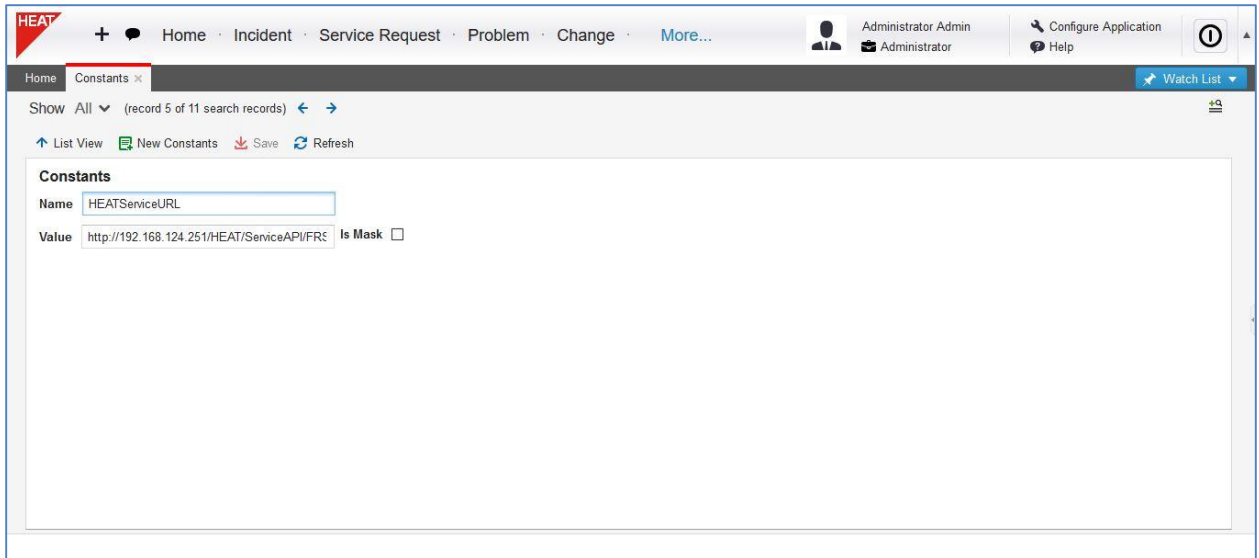 HEAT
Home · Incident · Service Request · Problem · Change · More...
Administrator Admin
Administrator
Configure Application
Help
Home Constants × Watch List
Show All (record 5 of 11 search records)
List View New Constants Save Refresh
Constants
Name HEATServiceURL
Value http://192.168.124.251/HEAT/ServiceAPI/FRS Is Mask